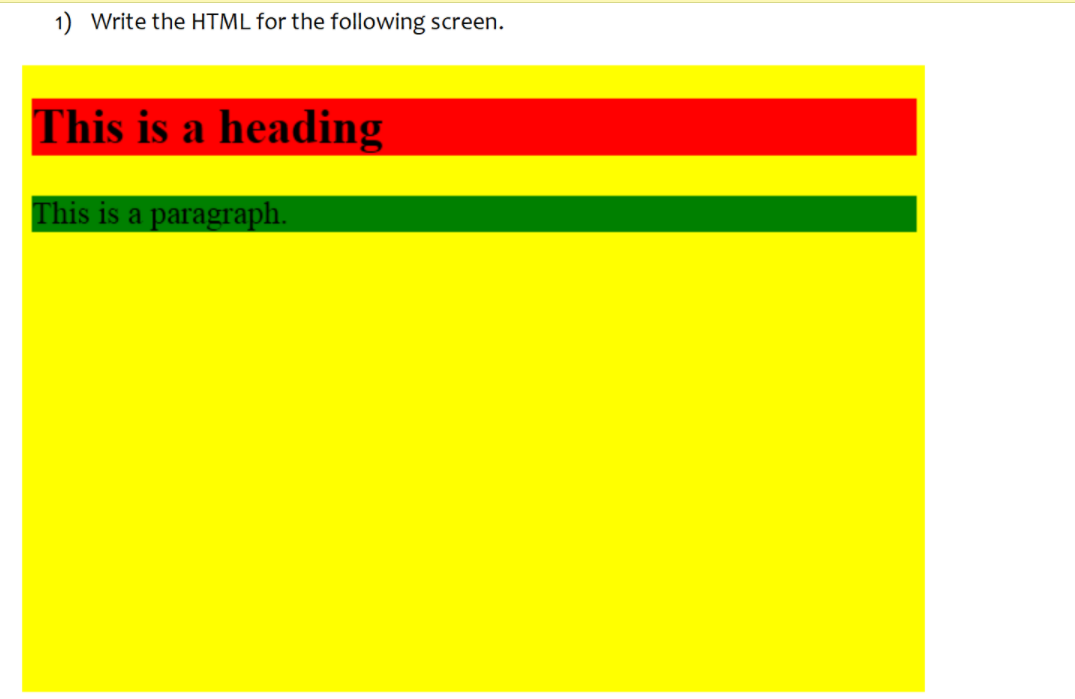 1) Write the HTML for the following screen.
This is a heading
This is a paragraph.